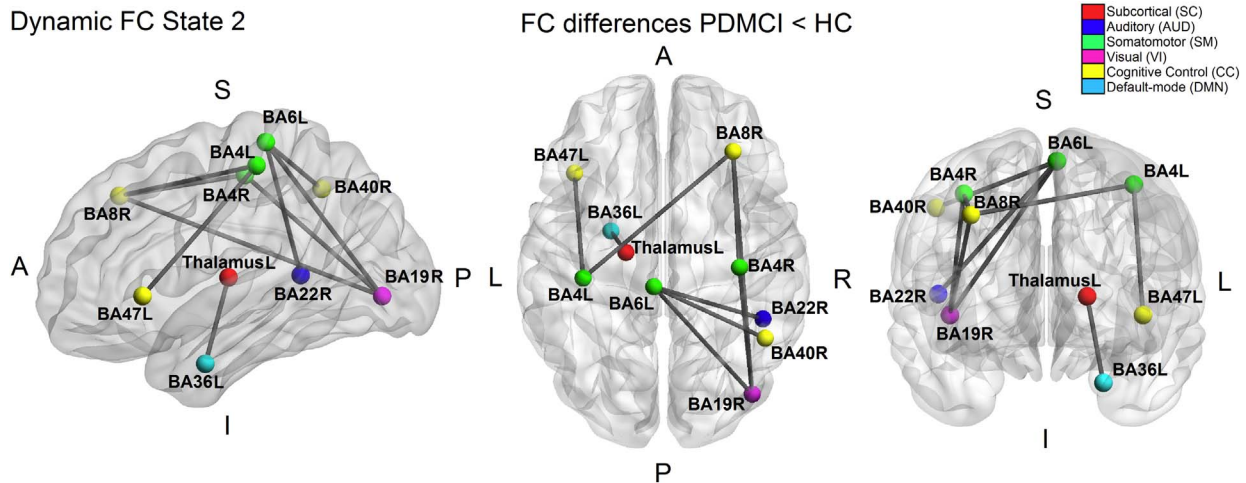 Dynamic FC State 2
FC differences PDMCI < HC
Subcortical (SC)
Auditory (AUD)
Somatomotor (SM)
Visual (VI)
Cognitive Control (CC)
Default-mode (DMN)
S
BA6L
BA4L
BA4R
BA40R
BA8R
A
ThalamusL
BA19R
P
BA22R
BA47L
BA36L
I
A
BA8R
BA47L
BA36L
ThalamusL
L
BA4R
R
BA4L
BA6L
BA22R
BA40R
BA19R
P
S
BA6L
BA4L
BA4R
BA40R
BA8R
ThalamusL
L
BA22R
BA47L
BA19R
BA36L
I